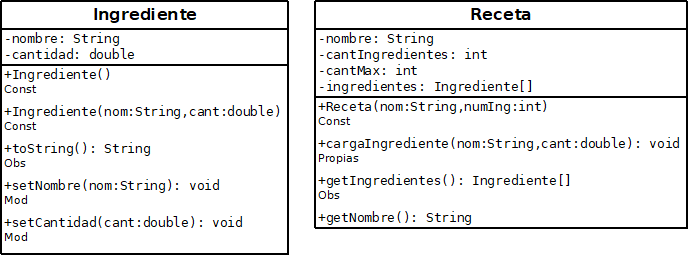 Ingrediente
-nombre: String
-cantidad: double
+Ingrediente()
Const
+Ingrediente(nom:String,cant:double)
Const
+toString(): String
Obs
+setNombre(nom:String): void
Mod
+setCantidad(cant:double): void
Mod
Receta
-nombre: String
-cantIngredientes: int
-cantMax: int
-ingredientes: Ingrediente[]
+Receta(nom:String,numIng:int)
Const
+cargaIngrediente(nom:String,cant:double): void
Propias
+getIngredientes(): Ingrediente[]
Obs
+getNombre(): String